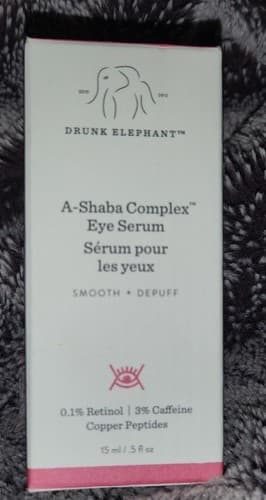 DRUNK ELEPHANT™
A-Shaba Complex™
Eye Serum
Sérum pour
les yeux
SMOOTH + DEPUFF
0.1% Retinol | 3% Caffeine
Copper Peptides
15 ml / .5 fl oz